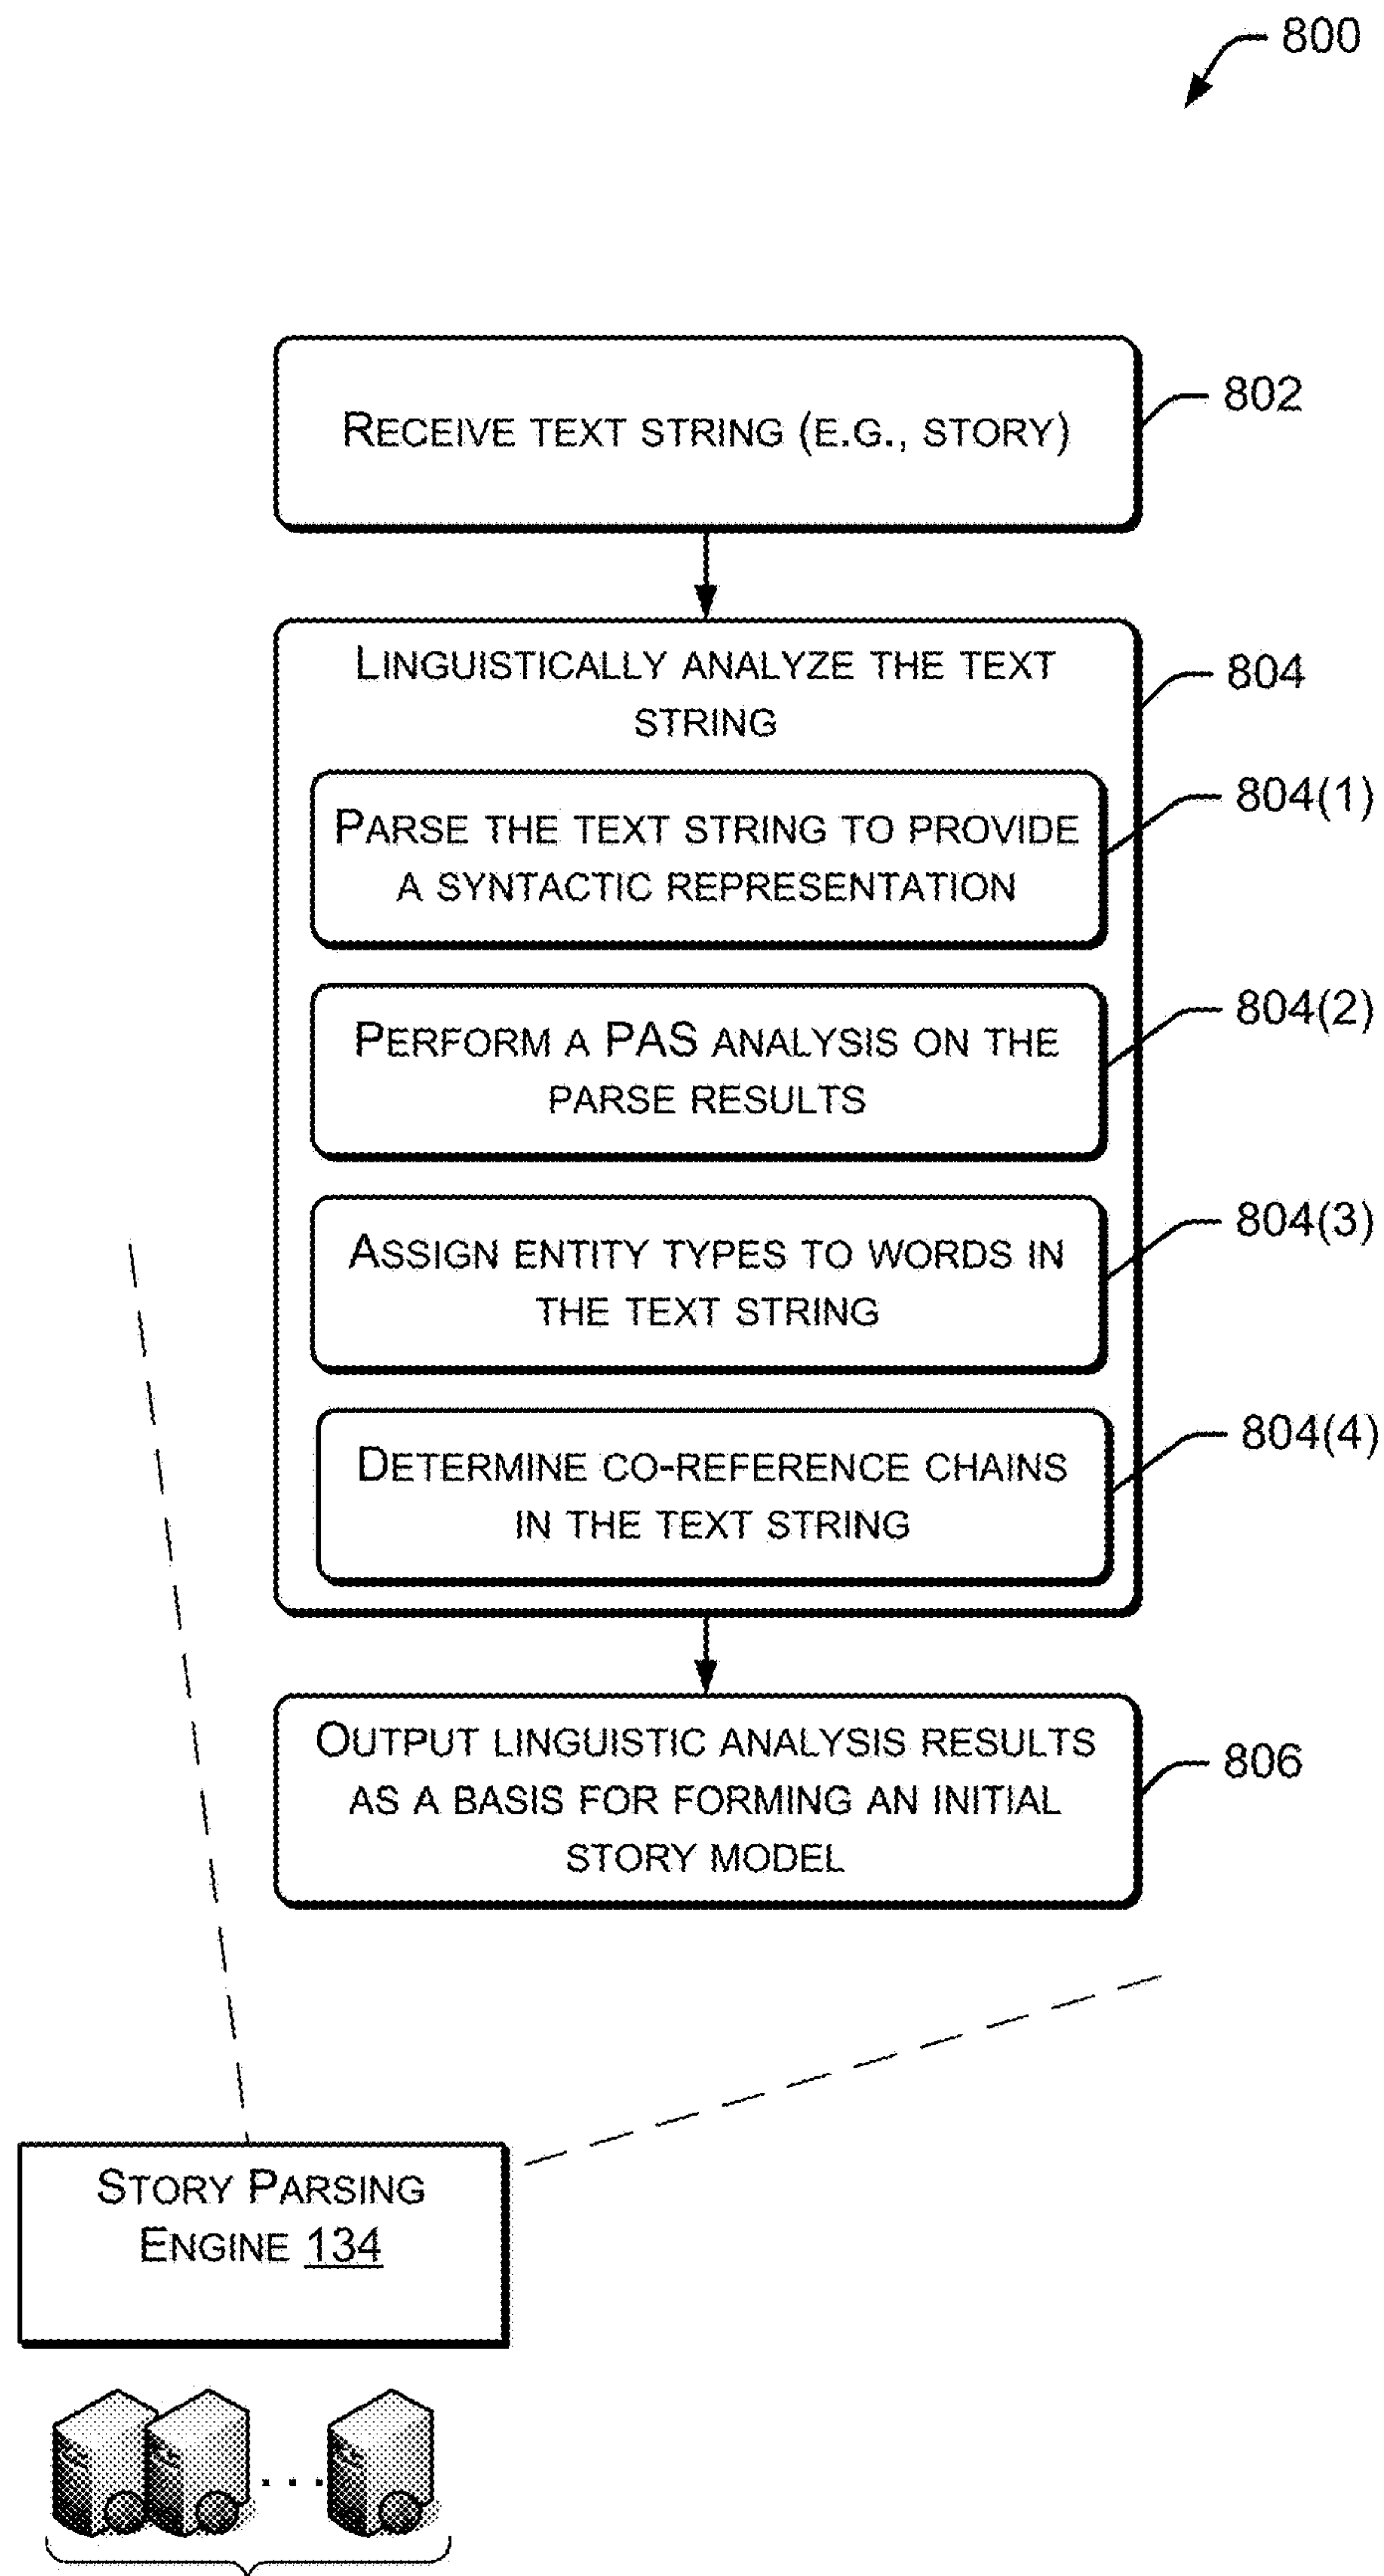 800
RECEIVE TEXT STRING (E.G., STORY)
802
LINGUISTICALLY ANALYZE THE TEXT
STRING
804
PARSE THE TEXT STRING TO PROVIDE
A SYNTACTIC REPRESENTATION
804(1)
PERFORM A PAS ANALYSIS ON THE
PARSE RESULTS
804(2)
ASSIGN ENTITY TYPES TO WORDS IN
THE TEXT STRING
804(3)
DETERMINE CO-REFERENCE CHAINS
IN THE TEXT STRING
804(4)
OUTPUT LINGUISTIC ANALYSIS RESULTS
AS A BASIS FOR FORMING AN INITIAL
STORY MODEL
806
STORY PARSING
ENGINE 134
. . .